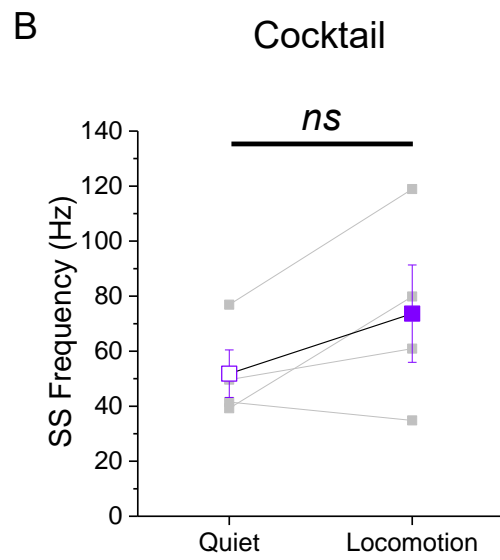 B
Cocktail
ns
140
120
100
80
60
40
20
0
SS Frequency (Hz)
Quiet
Locomotion